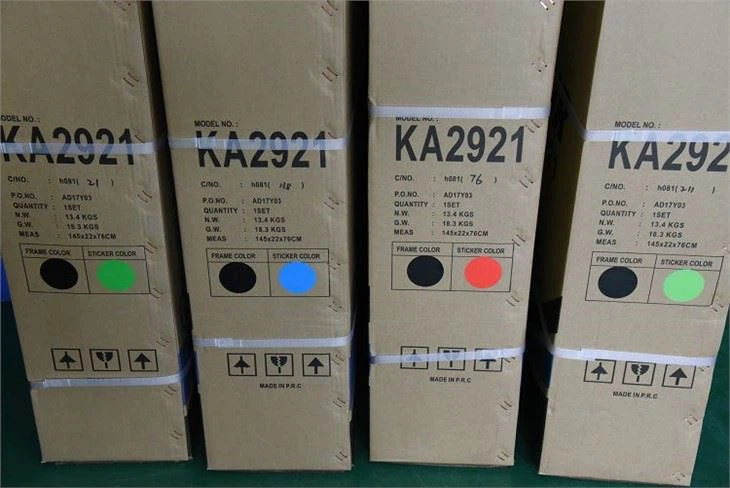 MODEL NO. :
KA2921
C/NO. : h081( 21 )
P.O.NO. : AD17Y03
QUANTITY : 1SET
N.W. : 13.4 KGS
G.W. : 18.3 KGS
MEAS : 145x22x76CM
FRAME COLOR STICKER COLOR
MODEL NO. :
KA2921
C/NO. : h081( 138 )
P.O.NO. : AD17Y03
QUANTITY : 1SET
N.W. : 13.4 KGS
G.W. : 18.3 KGS
MEAS : 145x22x76CM
FRAME COLOR STICKER COLOR
MADE IN P.R.C
MODEL NO. :
KA2921
C/NO. : h081( 76 )
P.O.NO. : AD17Y03
QUANTITY : 1SET
N.W. : 13.4 KGS
G.W. : 18.3 KGS
MEAS : 145x22x76CM
FRAME COLOR STICKER COLOR
MADE IN P.R.C
MODEL NO. :
KA292
C/NO. : h081( 211 )
P.O.NO. : AD17Y03
QUANTITY : 1SET
N.W. : 13.4 KGS
G.W. : 18.3 KGS
MEAS : 145x22x76CM
FRAME COLOR STICKER COLOR
MADE IN P.R.C